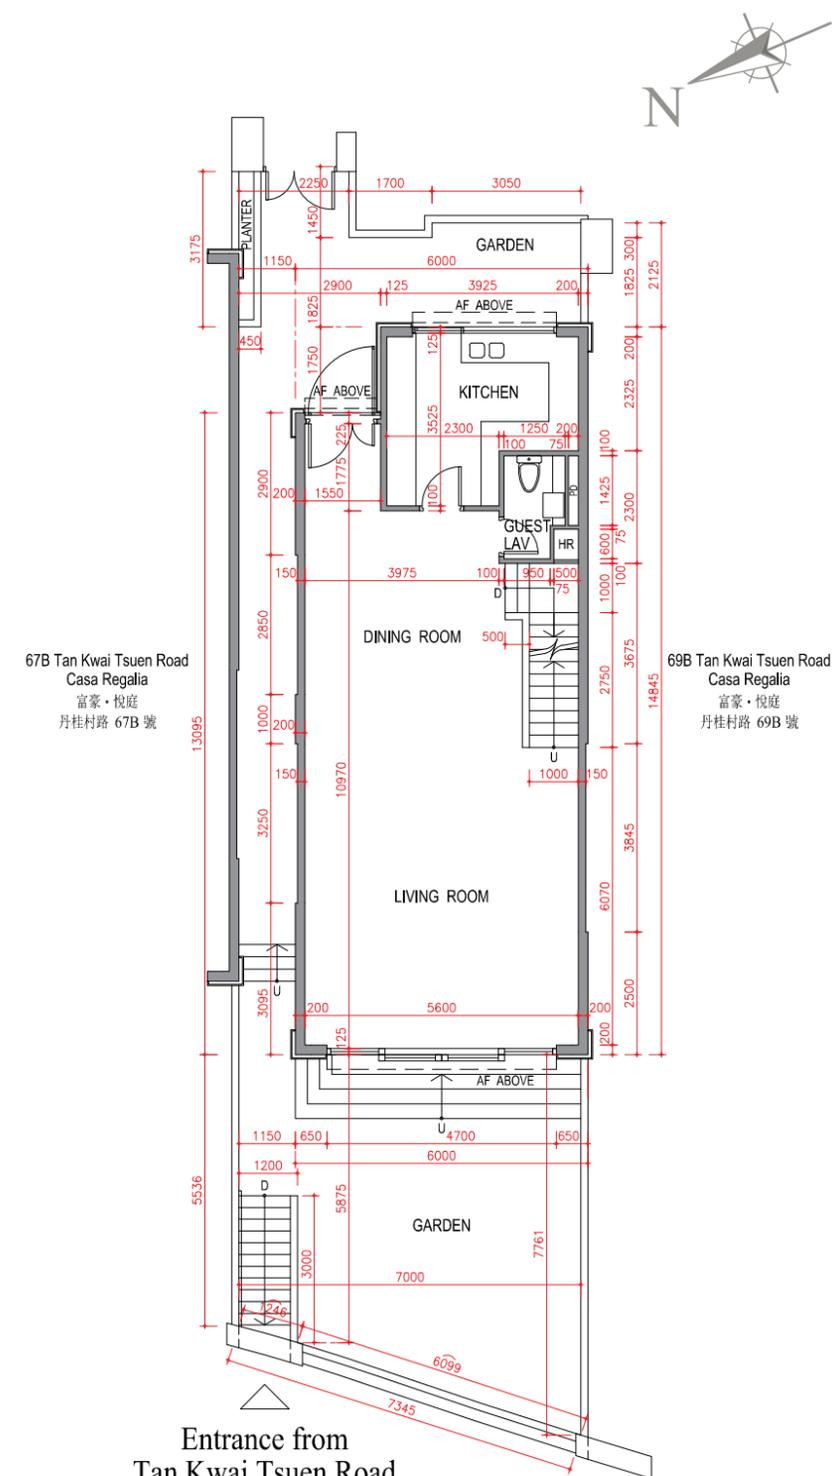 N
2250
1700
3050
PLANTER
1450
3175
GARDEN
300
1150
6000
1825
2125
2900
125
3925
200
AF ABOVE
1825
450
125
200
1750
AF ABOVE
KITCHEN
2325
3525
225
2300
1250
200
100
75
100
1775
2900
100
1425
2300
PD
200
1550
GUEST
LAV
HR
600
75
150
3975
100
950
500
75
100
1000
D
DINING ROOM
500
2850
67B Tan Kwai Tsuen Road
Casa Regalia
富豪・悅庭
丹桂村路 67B 號
69B Tan Kwai Tsuen Road
Casa Regalia
富豪・悅庭
丹桂村路 69B 號
3675
2750
14845
13095
1000
200
U
150
10970
1000
150
3250
3845
LIVING ROOM
6070
U
3095
2500
200
5600
200
125
200
AF ABOVE
U
1150
650
4700
650
6000
1200
D
5536
5875
GARDEN
7761
3000
7000
1246
6099
7345
Entrance from
Tan Kwai Tsuen Road